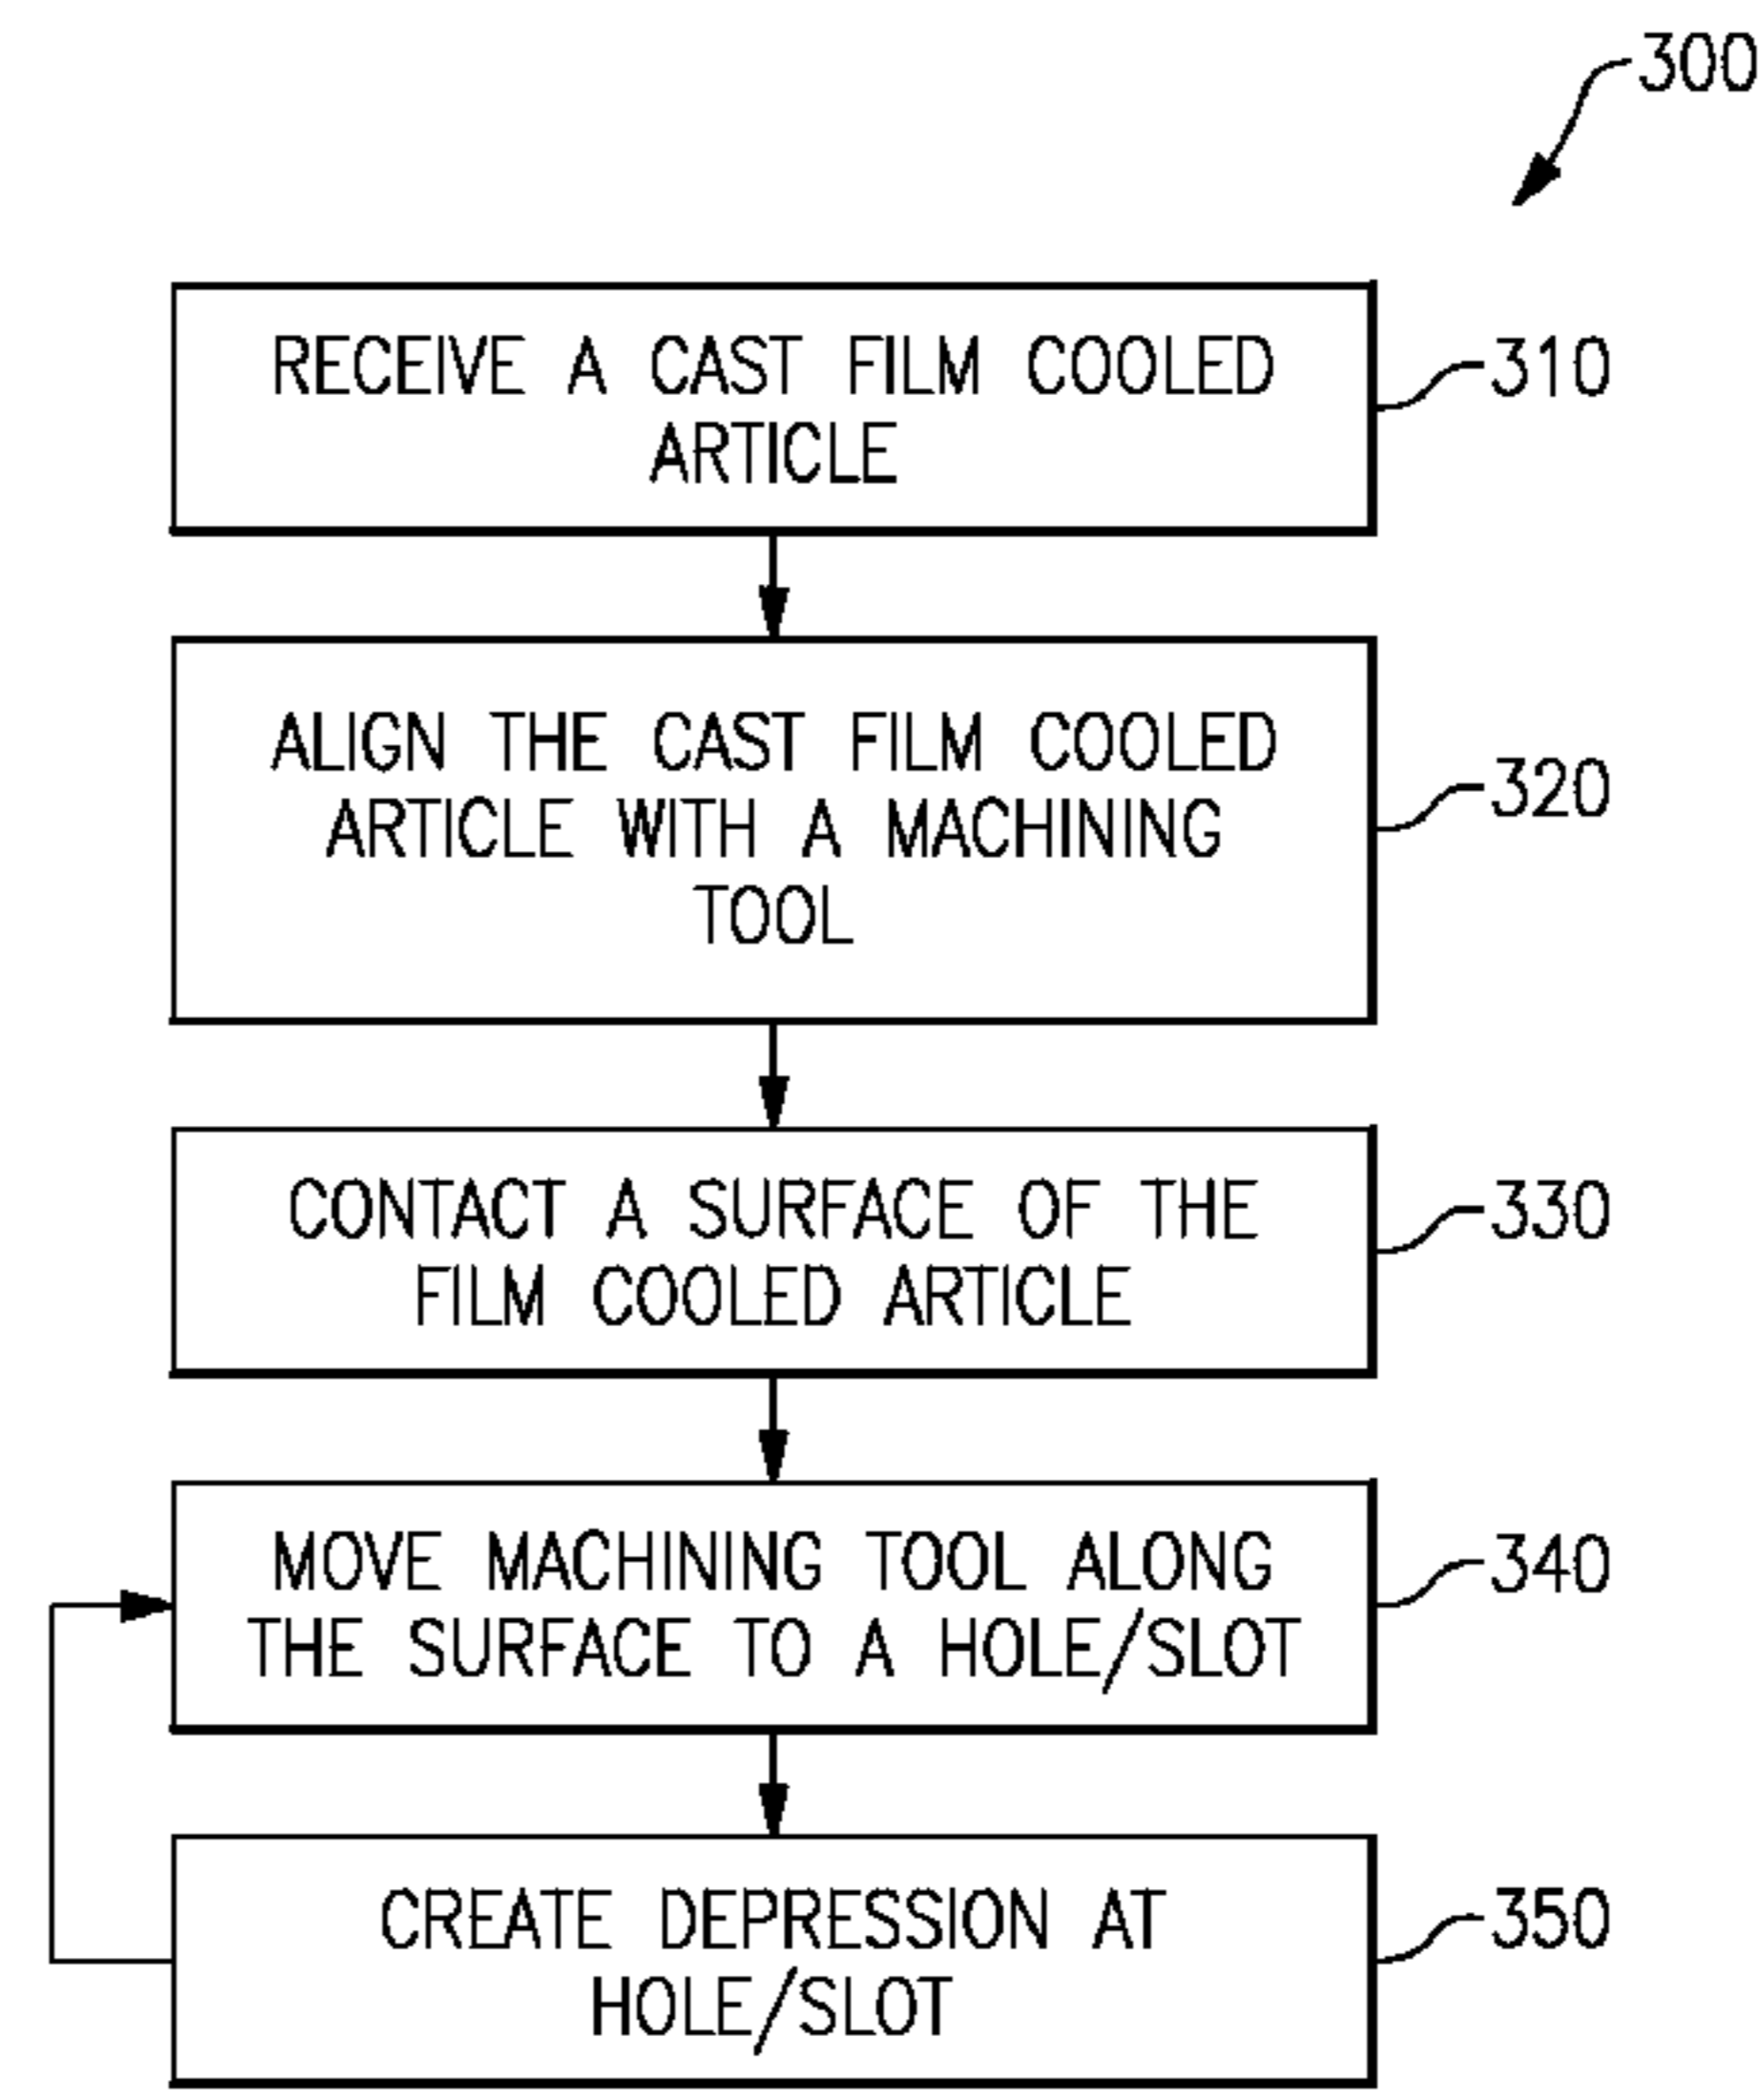 300
RECEIVE A CAST FILM COOLED
ARTICLE
310
ALIGN THE CAST FILM COOLED
ARTICLE WITH A MACHINING
TOOL
320
CONTACT A SURFACE OF THE
FILM COOLED ARTICLE
330
MOVE MACHINING TOOL ALONG
THE SURFACE TO A HOLE/SLOT
340
CREATE DEPRESSION AT
HOLE/SLOT
350